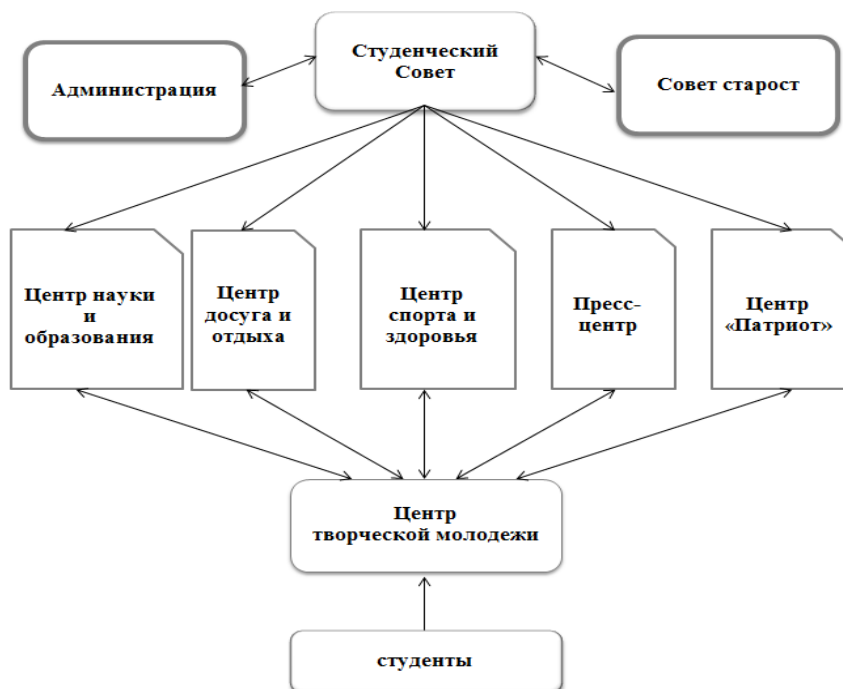 Студенческий
Совет
Администрация
Совет старост
Центр науки
и
образования
Центр
досуга и
отдыха
Центр
спорта и
здоровья
Пресс-
центр
Центр
«Патриот»
Центр
творческой молодежи
студенты